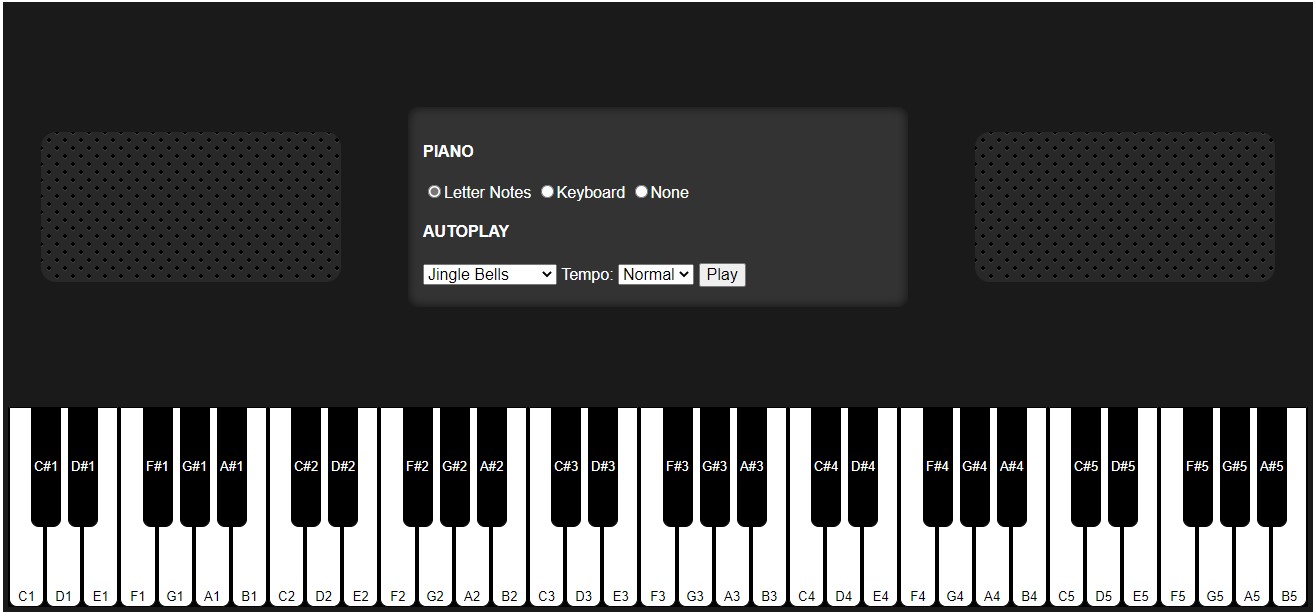 PIANO
Letter Notes Keyboard None
AUTOPLAY
Jingle Bells Tempo: Normal Play
C#1 D#1 F#1 G#1 A#1 C#2 D#2 F#2 G#2 A#2 C#3 D#3 F#3 G#3 A#3 C#4 D#4 F#4 G#4 A#4 C#5 D#5 F#5 G#5 A#5
C1 D1 E1 F1 G1 A1 B1 C2 D2 E2 F2 G2 A2 B2 C3 D3 E3 F3 G3 A3 B3 C4 D4 E4 F4 G4 A4 B4 C5 D5 E5 F5 G5 A5 B5